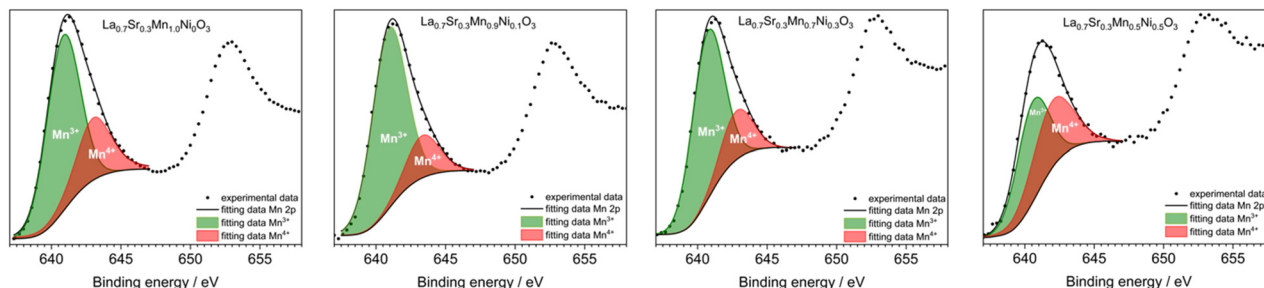 La₀.₇Sr₀.₃Mn₁.₀Ni₀O₃
Mn³⁺
Mn⁴⁺
experimental data
fitting data Mn 2p
fitting data Mn³⁺
fitting data Mn⁴⁺
640 645 650 655
Binding energy / eV
La₀.₇Sr₀.₃Mn₀.₉Ni₀.₁O₃
Mn³⁺
Mn⁴⁺
experimental data
fitting data Mn 2p
fitting data Mn³⁺
fitting data Mn⁴⁺
640 645 650 655
Binding energy / eV
La₀.₇Sr₀.₃Mn₀.₇Ni₀.₃O₃
Mn³⁺
Mn⁴⁺
experimental data
fitting data Mn 2p
fitting data Mn³⁺
fitting data Mn⁴⁺
640 645 650 655
Binding energy / eV
La₀.₇Sr₀.₃Mn₀.₅Ni₀.₅O₃
Mn³⁺
Mn⁴⁺
experimental data
fitting data Mn 2p
fitting data Mn³⁺
fitting data Mn⁴⁺
640 645 650 655
Binding energy / eV